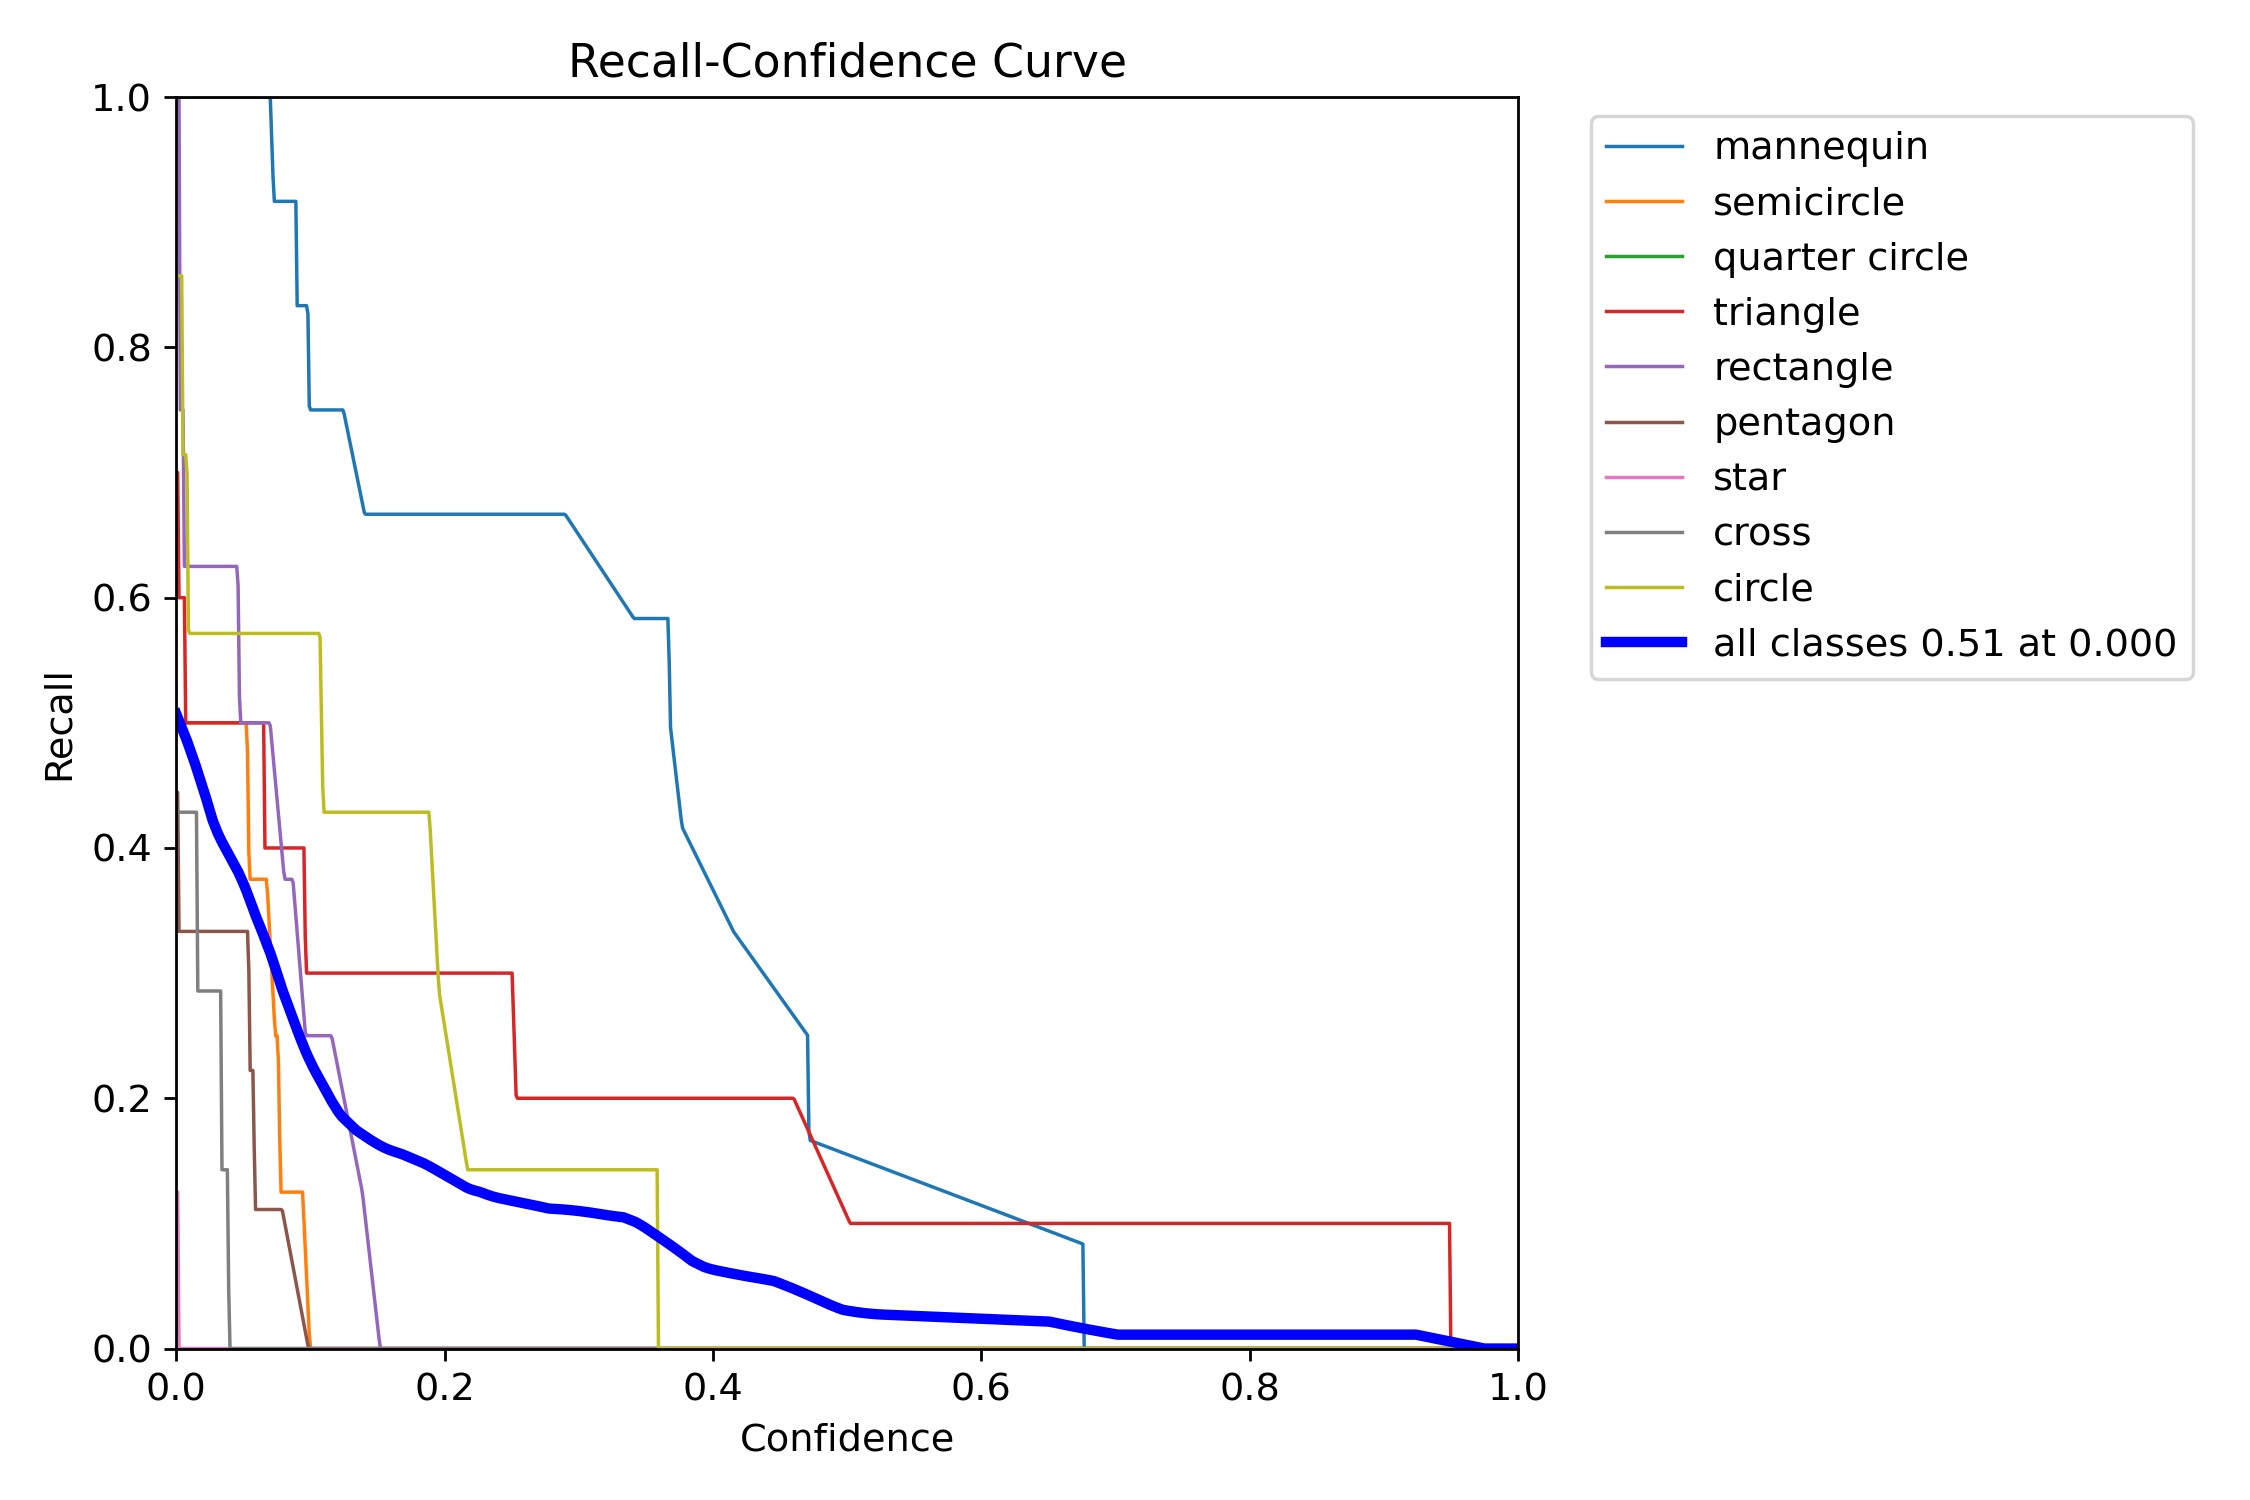 Recall-Confidence Curve
1.0
0.8
0.6
0.4
0.2
0.0
Recall
0.0 0.2 0.4 0.6 0.8 1.0
Confidence
mannequin
semicircle
quarter circle
triangle
rectangle
pentagon
star
cross
circle
all classes 0.51 at 0.000